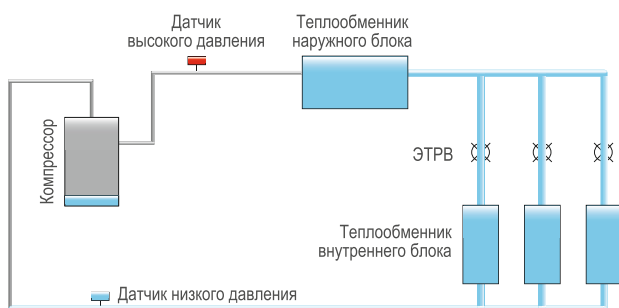 Датчик
высокого давления
Теплообменник
наружного блока
Компрессор
ЭТРВ
Теплообменник
внутреннего блока
Датчик низкого давления